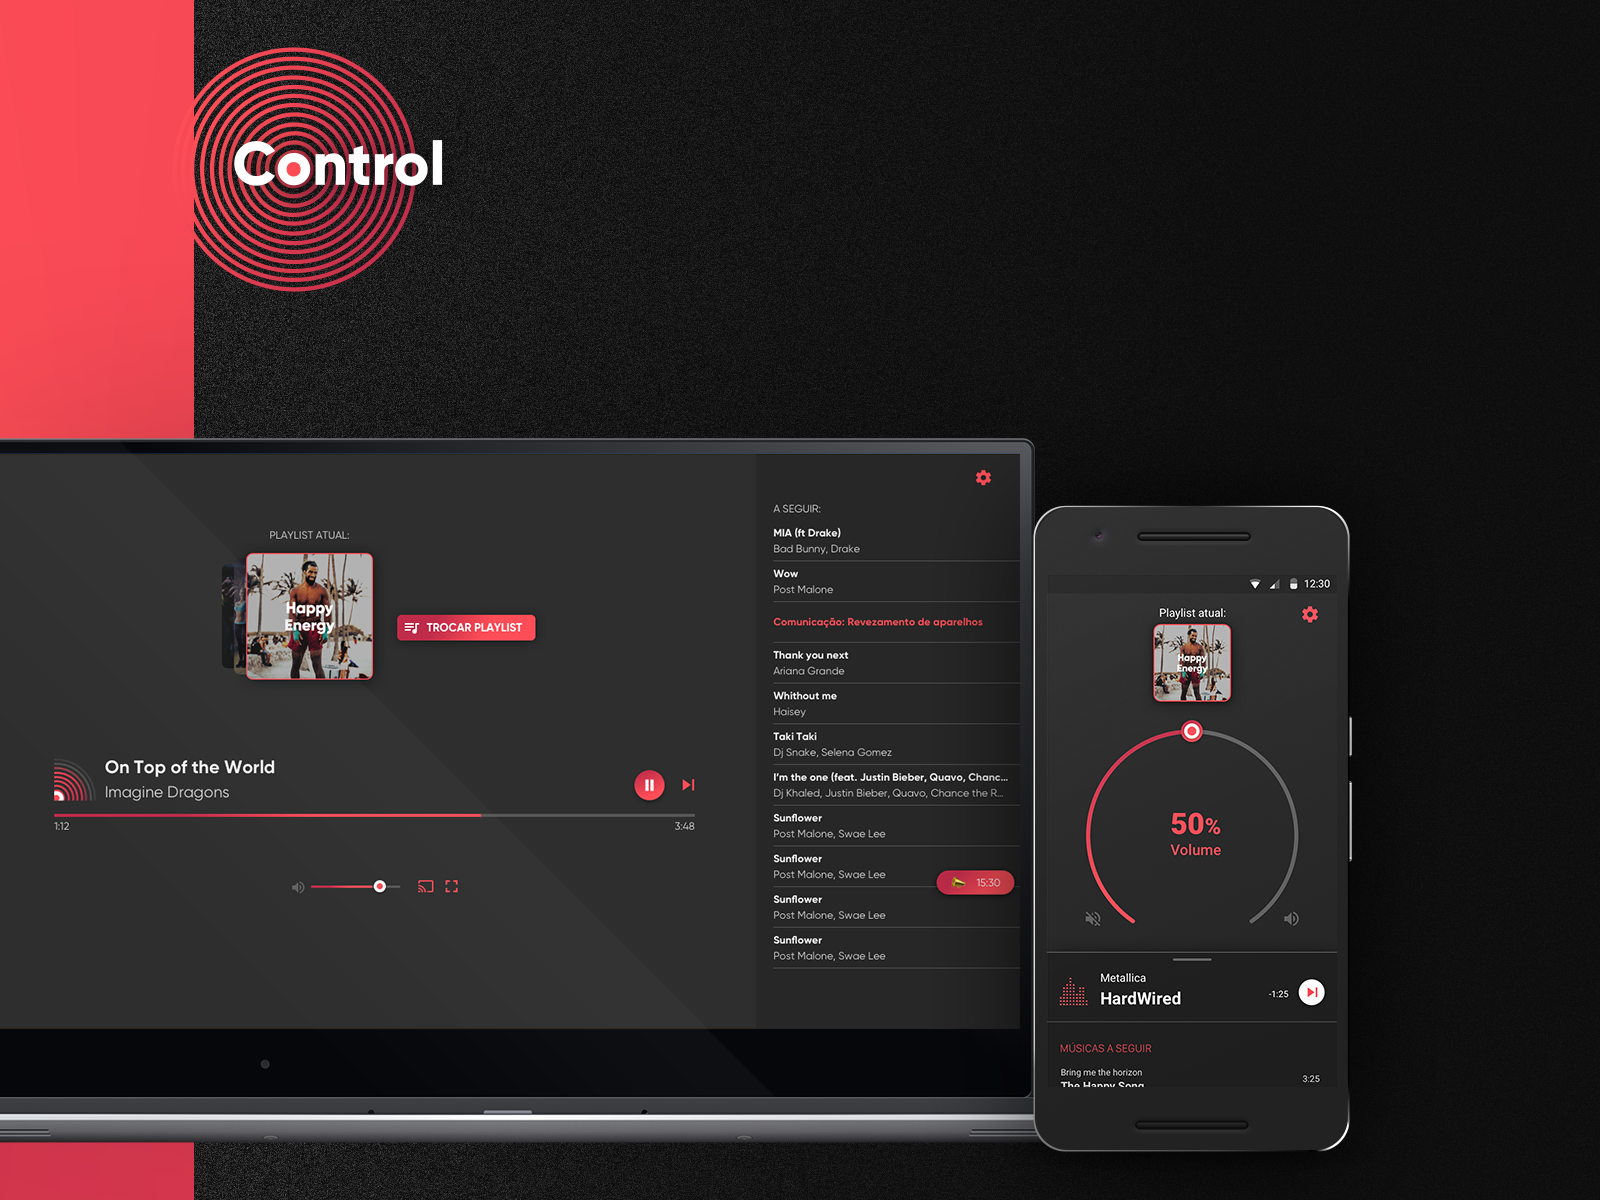 Control
PLAYLIST ATUAL:
Happy
Energy
TROCAR PLAYLIST
On Top of the World
Imagine Dragons
1:12
3:48
A SEGUIR:
MIA (ft Drake)
Bad Bunny, Drake
Wow
Post Malone
Comunicação: Revezamento de aparelhos
Thank you next
Ariana Grande
Whithout me
Haisey
Taki Taki
Dj Snake, Selena Gomez
I'm the one (feat. Justin Bieber, Quavo, Chanc...
Dj Khaled, Justin Bieber, Quavo, Chance the R...
Sunflower
Post Malone, Swae Lee
Sunflower
Post Malone, Swae Lee
15:30
Sunflower
Post Malone, Swae Lee
Sunflower
Post Malone, Swae Lee
12:30
Playlist atual:
Happy
Energy
50%
Volume
Metallica
HardWired
-1:25
MÚSICAS A SEGUIR
Bring me the horizon
The Happy Song
3:25